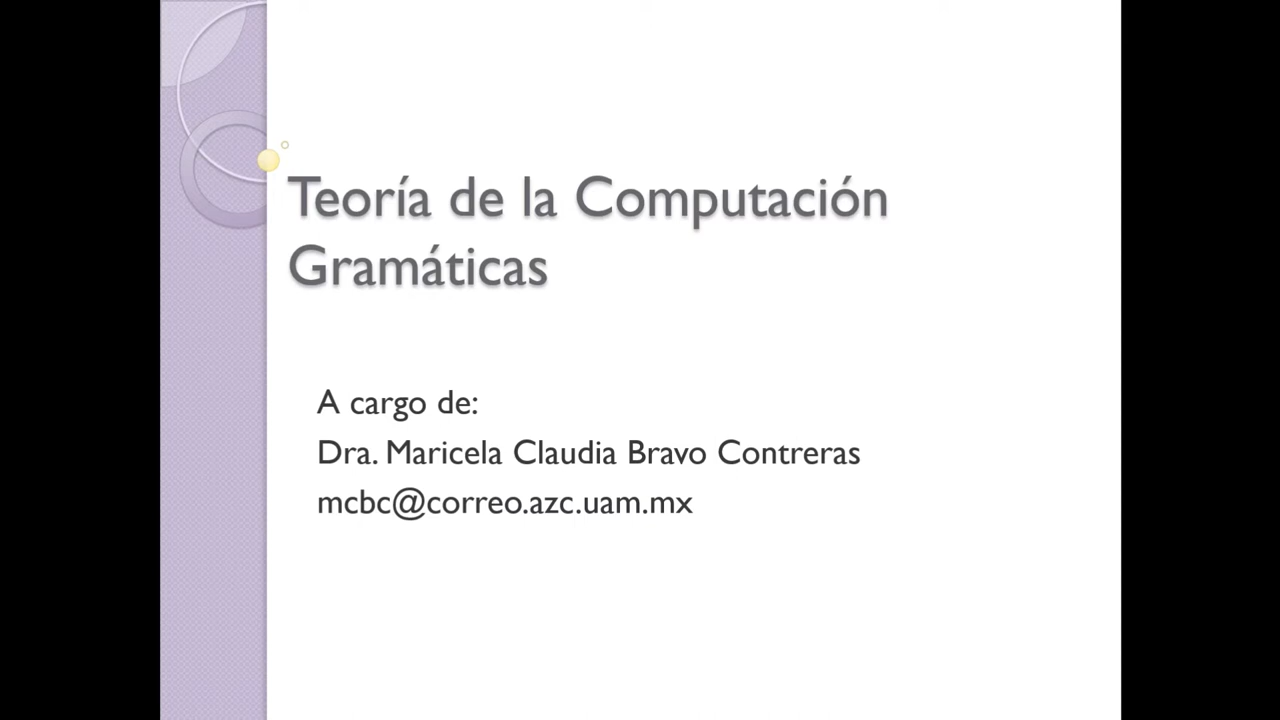 Teoría de la Computación
Gramáticas
A cargo de:
Dra. Maricela Claudia Bravo Contreras
mcbc@correo.azc.uam.mx